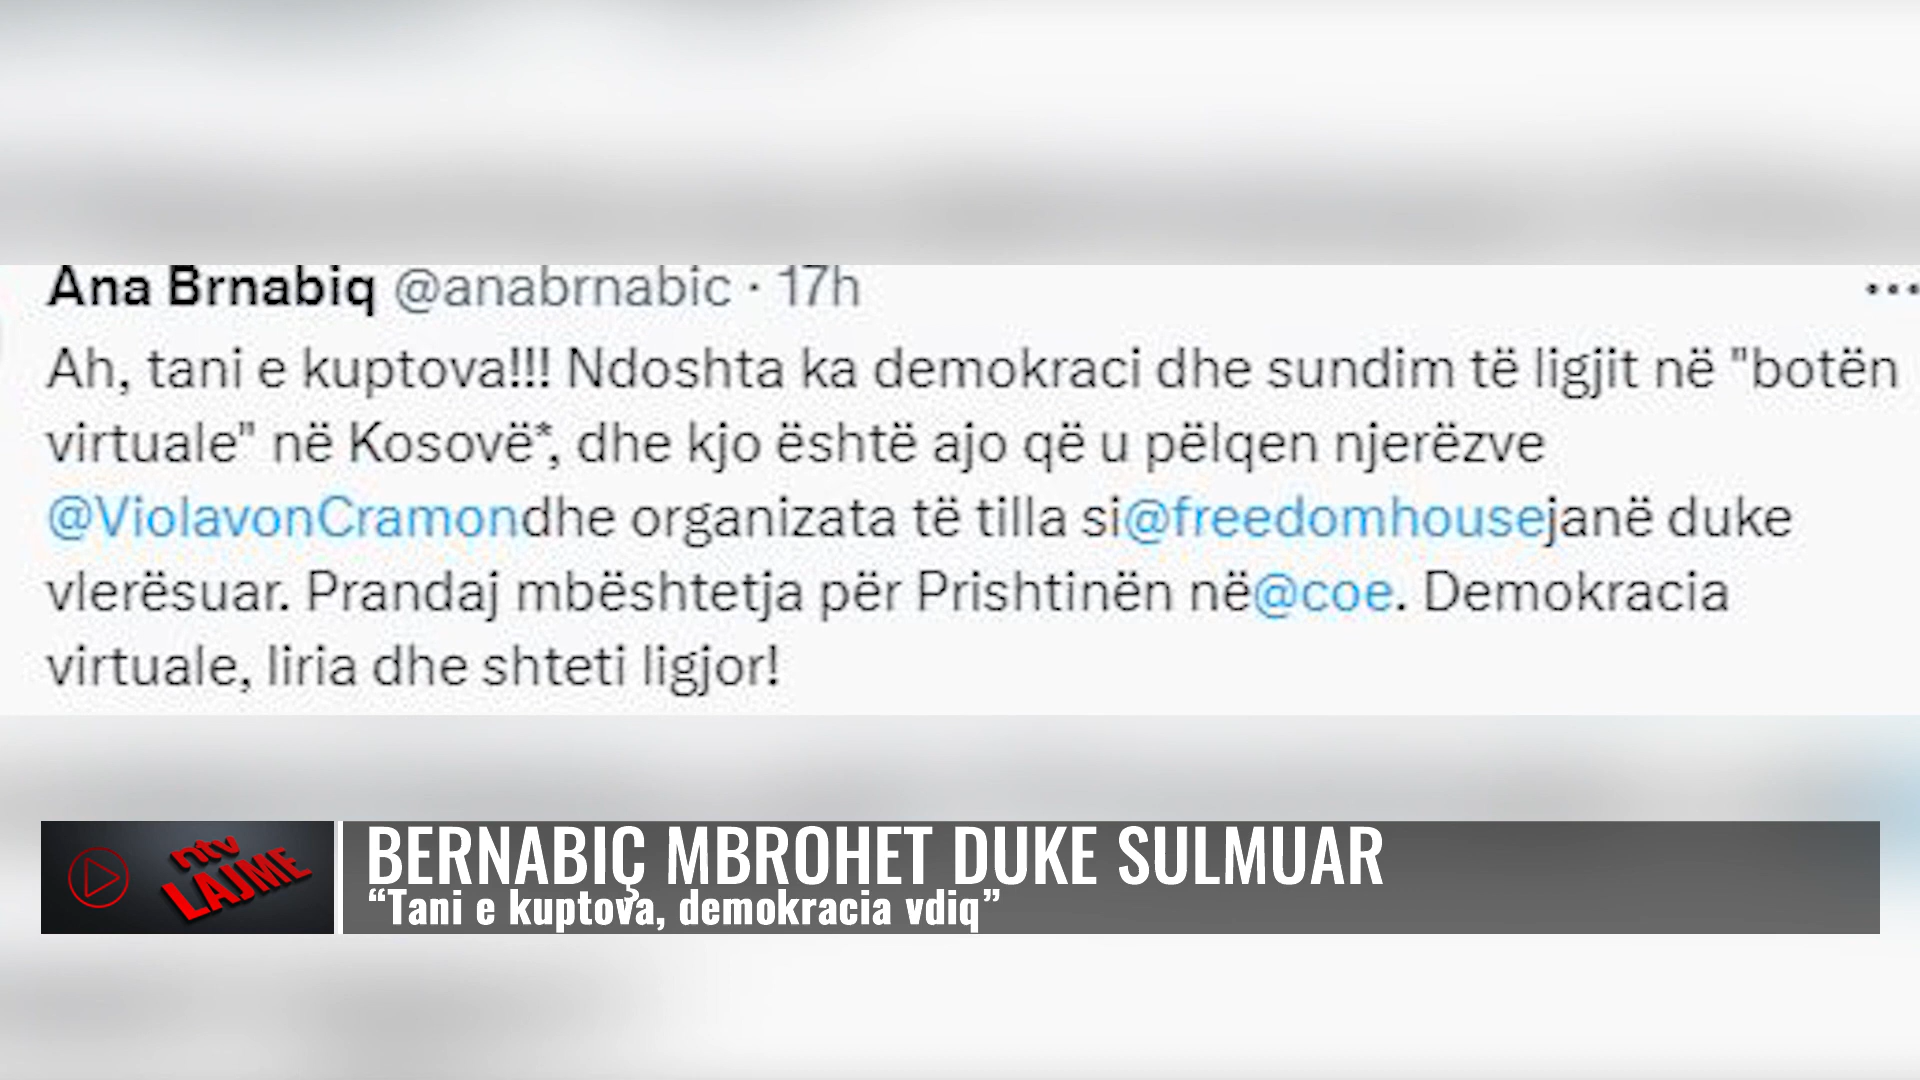 Ana Brnabiq @anabrnabic · 17h
Ah, tani e kuptova!!! Ndoshta ka demokraci dhe sundim të ligjit në "botën
virtuale" në Kosovë*, dhe kjo është ajo që u pëlqen njerëzve
@ViolavonCramondhe organizata të tilla si@freedomhousejanë duke
vlerësuar. Prandaj mbështetja për Prishtinën në@coe. Demokracia
virtuale, liria dhe shteti ligjor!
ntv
LAJME
BERNABIÇ MBROHET DUKE SULMUAR
“Tani e kuptova, demokracia vdiq”